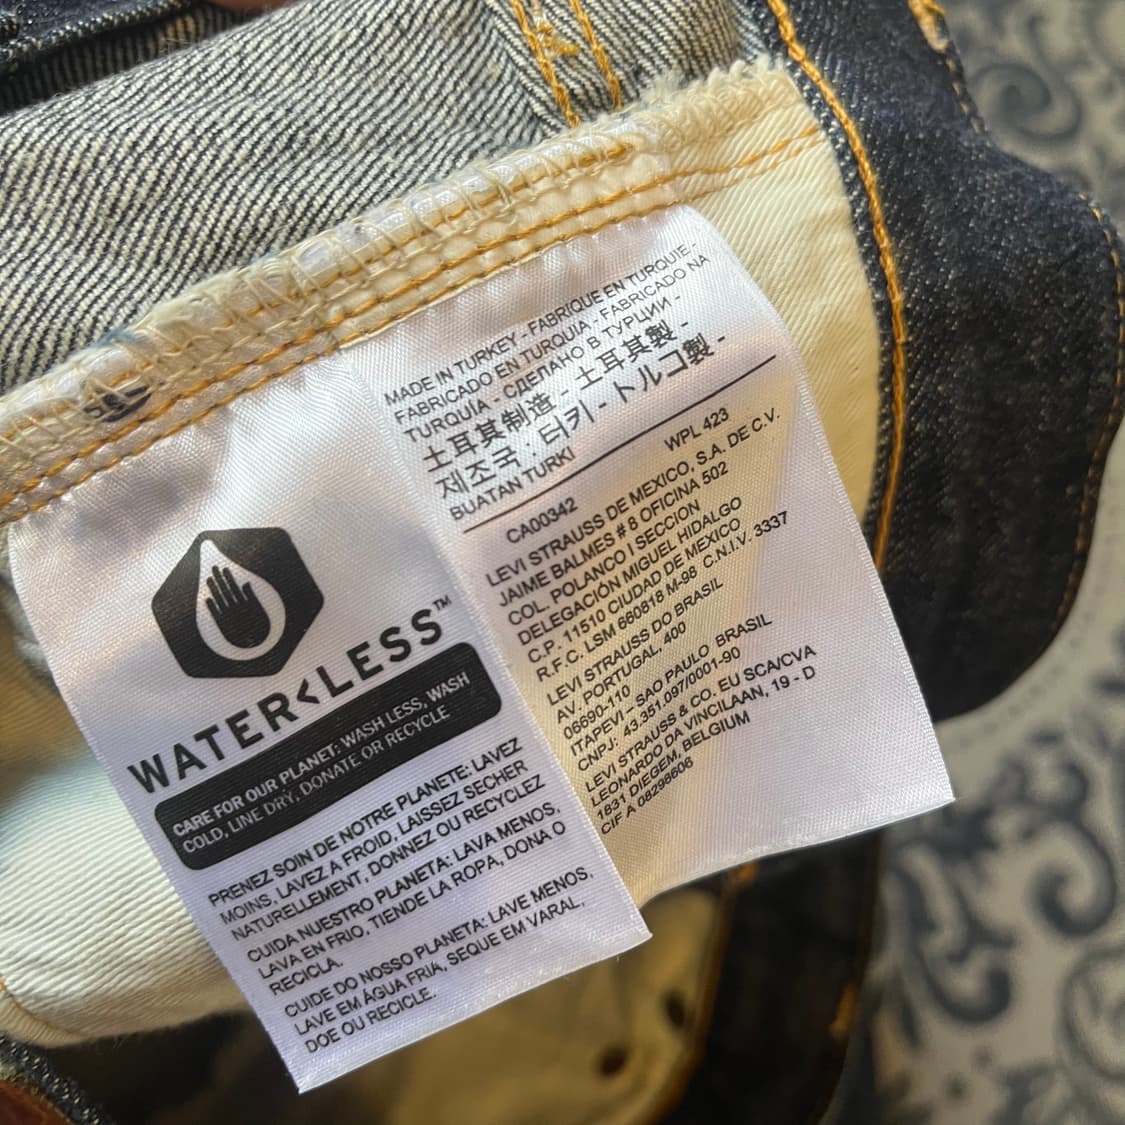 WATER<LESS™
CARE FOR OUR PLANET: WASH LESS, WASH
COLD, LINE DRY, DONATE OR RECYCLE
PRENEZ SOIN DE NOTRE PLANETE: LAVEZ
MOINS, LAVEZ A FROID, LAISSEZ SECHER
NATURELLEMENT, DONNEZ OU RECYCLEZ
CUIDA NUESTRO PLANETA: LAVA MENOS,
LAVA EN FRIO, TIENDE LA ROPA, DONA O
RECICLA.
CUIDE DO NOSSO PLANETA: LAVE MENOS,
LAVE EM ÁGUA FRIA, SEQUE EM VARAL,
DOE OU RECICLE.
MADE IN TURKEY - FABRIQUE EN TURQUIE -
FABRICADO EN TURQUIA - FABRICADO NA
TURQUIA - СДЕЛАНО В ТУРЦИИ -
土耳其制造 - 土耳其製 -
제조국 : 터키 - トルコ製 -
BUATAN TURKI
WPL 423
CA00342
LEVI STRAUSS DE MEXICO, S.A. DE C.V.
JAIME BALMES # 8 OFICINA 502
COL. POLANCO I SECCION
DELEGACIÓN MIGUEL HIDALGO
C.P. 11510 CIUDAD DE MEXICO
R.F.C. LSM 660818 M-98 C.N.I.V. 3337
LEVI STRAUSS DO BRASIL
AV. PORTUGAL, 400
06690-110
ITAPEVI - SAO PAULO BRASIL
CNPJ: 43.351.097/0001-90
LEVI STRAUSS & CO. EU SCA/CVA
LEONARDO DA VINCILAAN, 19 - D
1831 DIEGEM, BELGIUM
CIF A 08298606